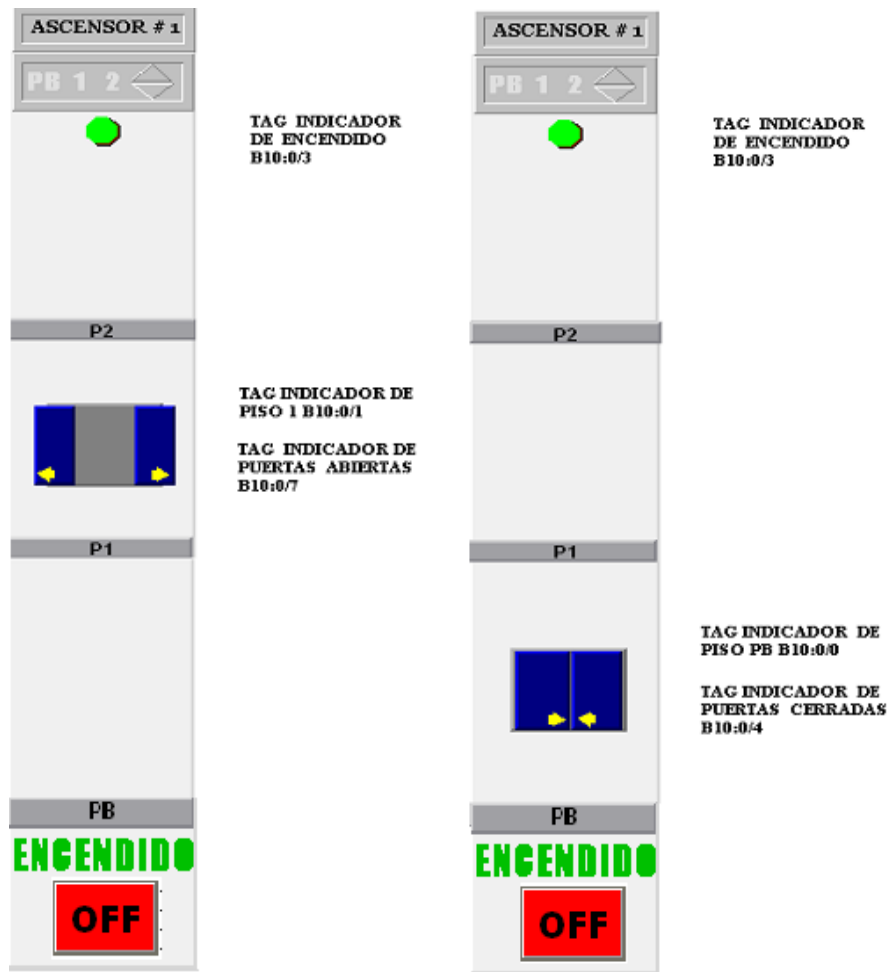 ASCENSOR # 1
PB 1 2
TAG INDICADOR
DE ENCENDIDO
B10:0/3
P2
TAG INDICADOR DE
PISO 1 B10:0/1
TAG INDICADOR DE
PUERTAS ABIERTAS
B10:0/7
P1
PB
ENCENDIDO
OFF
ASCENSOR # 1
PB 1 2
TAG INDICADOR
DE ENCENDIDO
B10:0/3
P2
P1
TAG INDICADOR DE
PISO PB B10:0/0
TAG INDICADOR DE
PUERTAS CERRADAS
B10:0/4
PB
ENCENDIDO
OFF